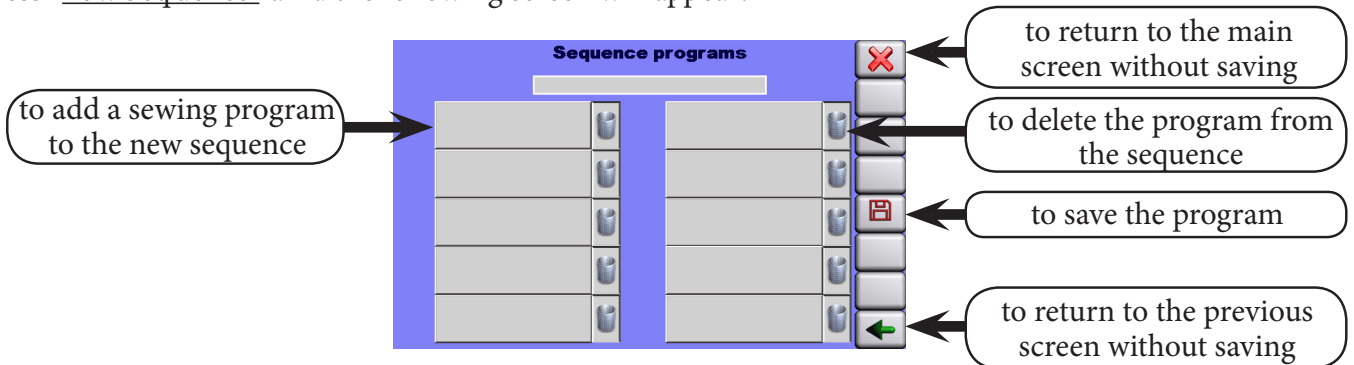 Sequence programs
to return to the main
screen without saving
to add a sewing program
to the new sequence
to delete the program from
the sequence
to save the program
to return to the previous
screen without saving